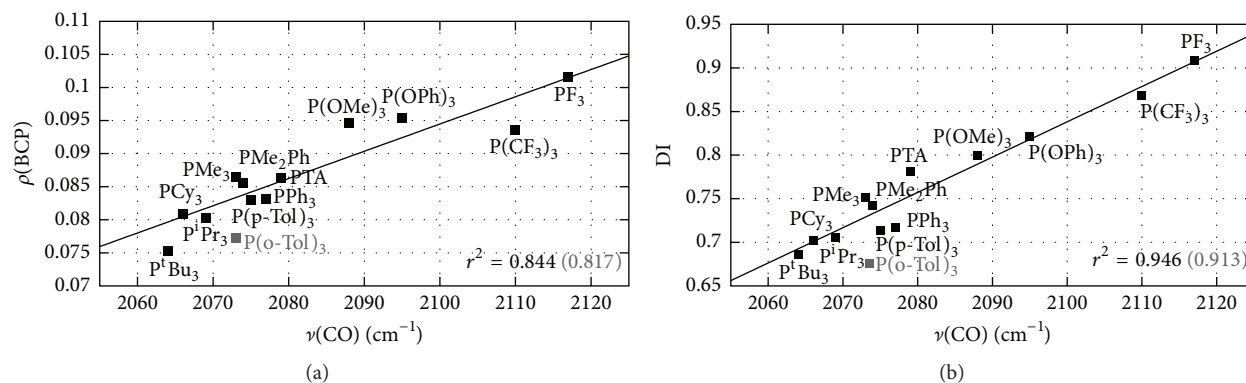 0.11
0.105
0.1
0.095
0.09
0.085
0.08
0.075
0.07
ρ(BCP)
PF₃
P(OPh)₃
P(OMe)₃
P(CF₃)₃
PMe₂Ph
PMe₃
PTA
PCy₃
PPh₃
P(p-Tol)₃
PⁱPr₃
P(o-Tol)₃
PᵗBu₃
r² = 0.844 (0.817)
2060 2070 2080 2090 2100 2110 2120
ν(CO) (cm⁻¹)
(a)
0.95
0.9
0.85
0.8
0.75
0.7
0.65
DI
PF₃
P(CF₃)₃
P(OMe)₃
P(OPh)₃
PTA
PMe₃
PMe₂Ph
PCy₃
PPh₃
PⁱPr₃
P(p-Tol)₃
P(o-Tol)₃
PᵗBu₃
r² = 0.946 (0.913)
2060 2070 2080 2090 2100 2110 2120
ν(CO) (cm⁻¹)
(b)